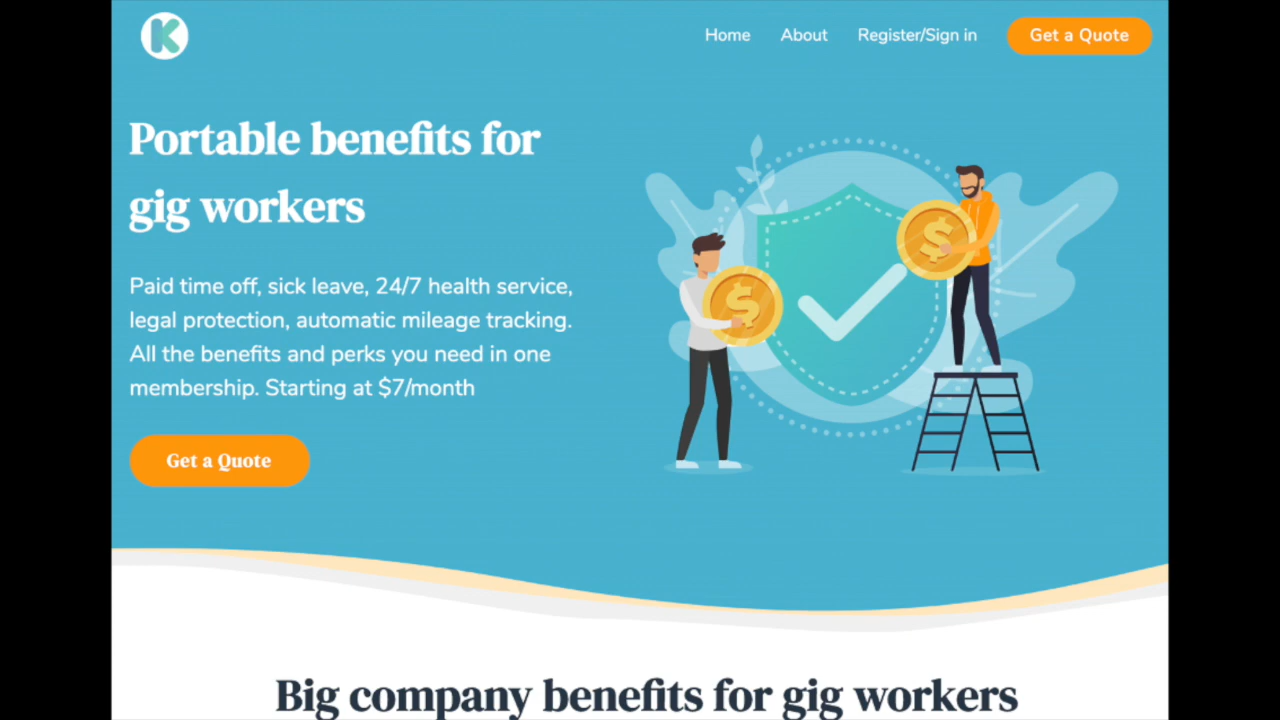 K
Home About Register/Sign in Get a Quote
Portable benefits for
gig workers
Paid time off, sick leave, 24/7 health service,
legal protection, automatic mileage tracking.
All the benefits and perks you need in one
membership. Starting at $7/month
Get a Quote
$
$
Big company benefits for gig workers